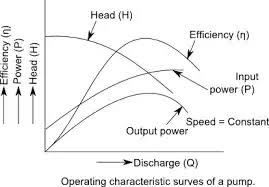 Head (H)
Efficiency (η)
Input
power (P)
Speed = Constant
Output power
Efficiency (η)
Power (P)
Head (H)
Discharge (Q)
Operating characteristic surves of a pump.